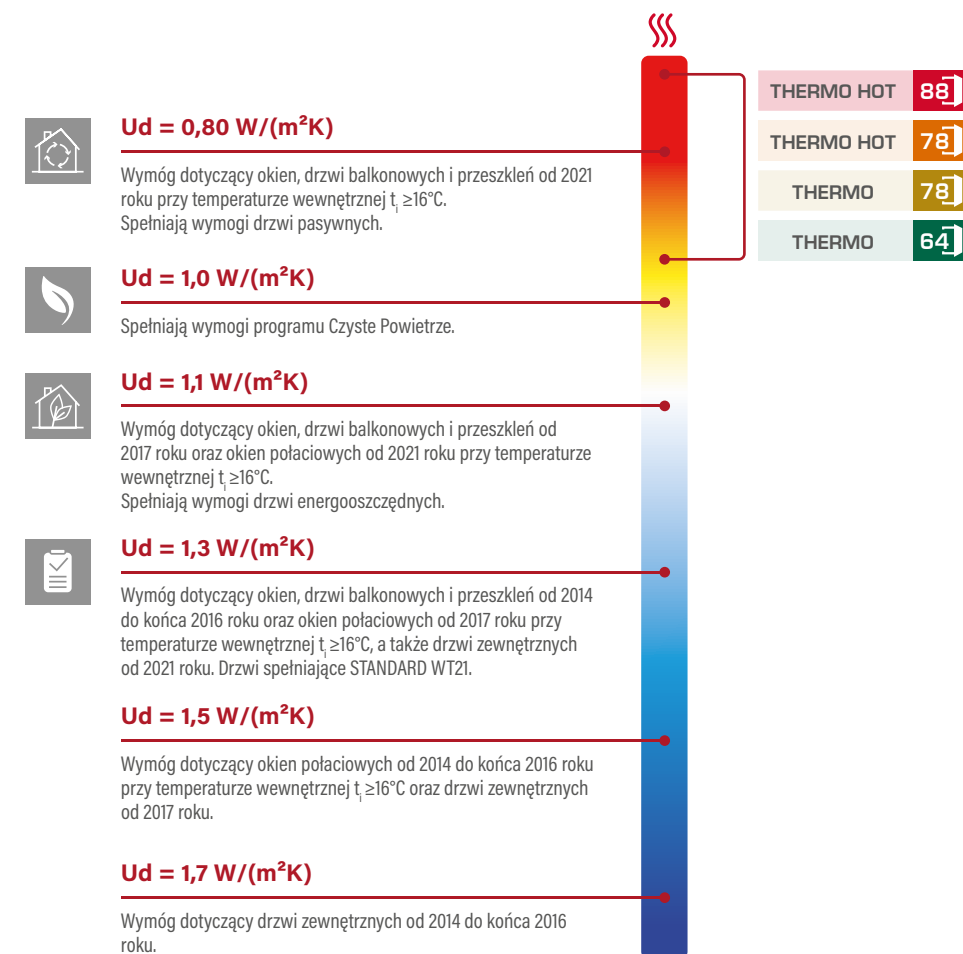 Ud = 0,80 W/(m²K)
Wymóg dotyczący okien, drzwi balkonowych i przeszkleń od 2021
roku przy temperaturze wewnętrznej tᵢ ≥16°C.
Spełniają wymogi drzwi pasywnych.
Ud = 1,0 W/(m²K)
Spełniają wymogi programu Czyste Powietrze.
Ud = 1,1 W/(m²K)
Wymóg dotyczący okien, drzwi balkonowych i przeszkleń od
2017 roku oraz okien połaciowych od 2021 roku przy temperaturze
wewnętrznej tᵢ ≥16°C.
Spełniają wymogi drzwi energooszczędnych.
Ud = 1,3 W/(m²K)
Wymóg dotyczący okien, drzwi balkonowych i przeszkleń od 2014
do końca 2016 roku oraz okien połaciowych od 2017 roku przy
temperaturze wewnętrznej tᵢ ≥16°C, a także drzwi zewnętrznych
od 2021 roku. Drzwi spełniające STANDARD WT21.
Ud = 1,5 W/(m²K)
Wymóg dotyczący okien połaciowych od 2014 do końca 2016 roku
przy temperaturze wewnętrznej tᵢ ≥16°C oraz drzwi zewnętrznych
od 2017 roku.
Ud = 1,7 W/(m²K)
Wymóg dotyczący drzwi zewnętrznych od 2014 do końca 2016
roku.
THERMO HOT 88
THERMO HOT 78
THERMO 78
THERMO 64